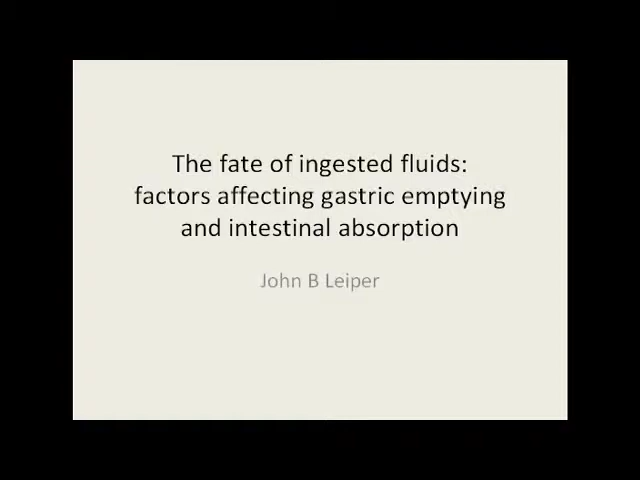 The fate of ingested fluids:
factors affecting gastric emptying
and intestinal absorption
John B Leiper